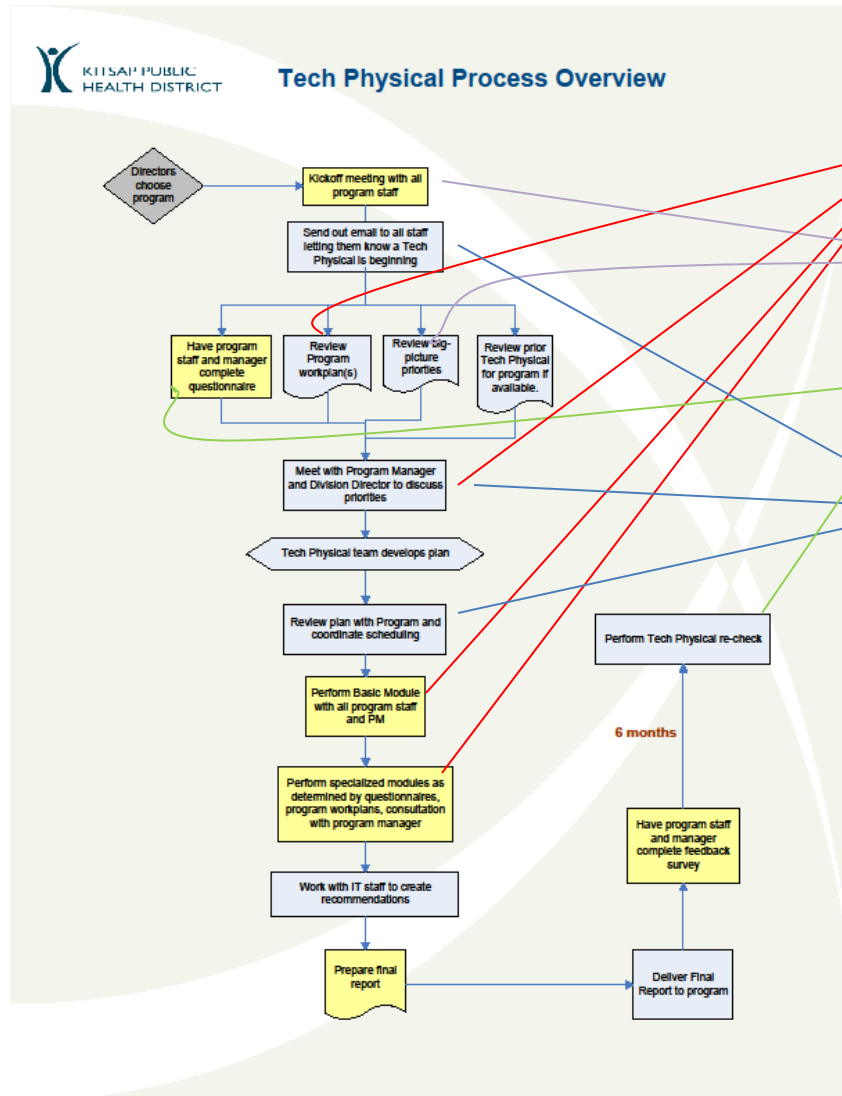 KITSAP PUBLIC
HEALTH DISTRICT
Tech Physical Process Overview
Directors
choose
program
Kickoff meeting with all
program staff
Send out email to all staff
letting them know a Tech
Physical is beginning
Have program
staff and manager
complete
questionnaire
Review
Program
workplan(s)
Review big-
picture
priorties
Review prior
Tech Physical
for program if
available.
Meet with Program Manager
and Division Director to discuss
priorities
Tech Physical team develops plan
Review plan with Program and
coordinate scheduling
Perform Basic Module
with all program staff
and PM
Perform specialized modules as
determined by questionnaires,
program workplans, consultation
with program manager
Work with IT staff to create
recommendations
Prepare final
report
Deliver Final
Report to program
Have program staff
and manager
complete feedback
survey
6 months
Perform Tech Physical re-check